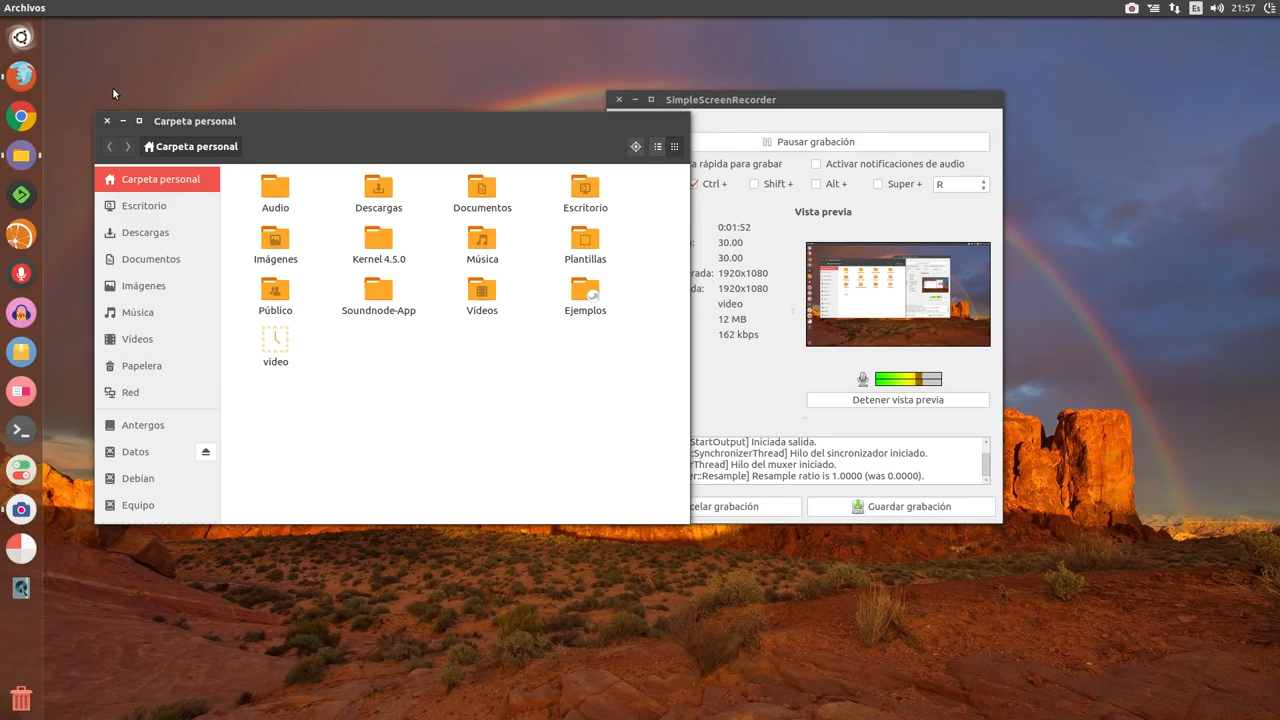 Archivos
Es
21:57
SimpleScreenRecorder
Carpeta personal
Carpeta personal
Carpeta personal
Escritorio
Descargas
Documentos
Imágenes
Música
Vídeos
Papelera
Red
Antergos
Datos
Debian
Equipo
Audio
Descargas
Documentos
Escritorio
Imágenes
Kernel 4.5.0
Música
Plantillas
Público
Soundnode-App
Vídeos
Ejemplos
video
Pausar grabación
a rápida para grabar
Activar notificaciones de audio
Ctrl +
Shift +
Alt +
Super +
R
Vista previa
0:01:52
a:
30.00
30.00
rada:
1920x1080
da:
1920x1080
video
12 MB
162 kbps
Detener vista previa
StartOutput] Iniciada salida.
:SynchronizerThread] Hilo del sincronizador iniciado.
rThread] Hilo del muxer iniciado.
er::Resample] Resample ratio is 1.0000 (was 0.0000).
celar grabación
Guardar grabación